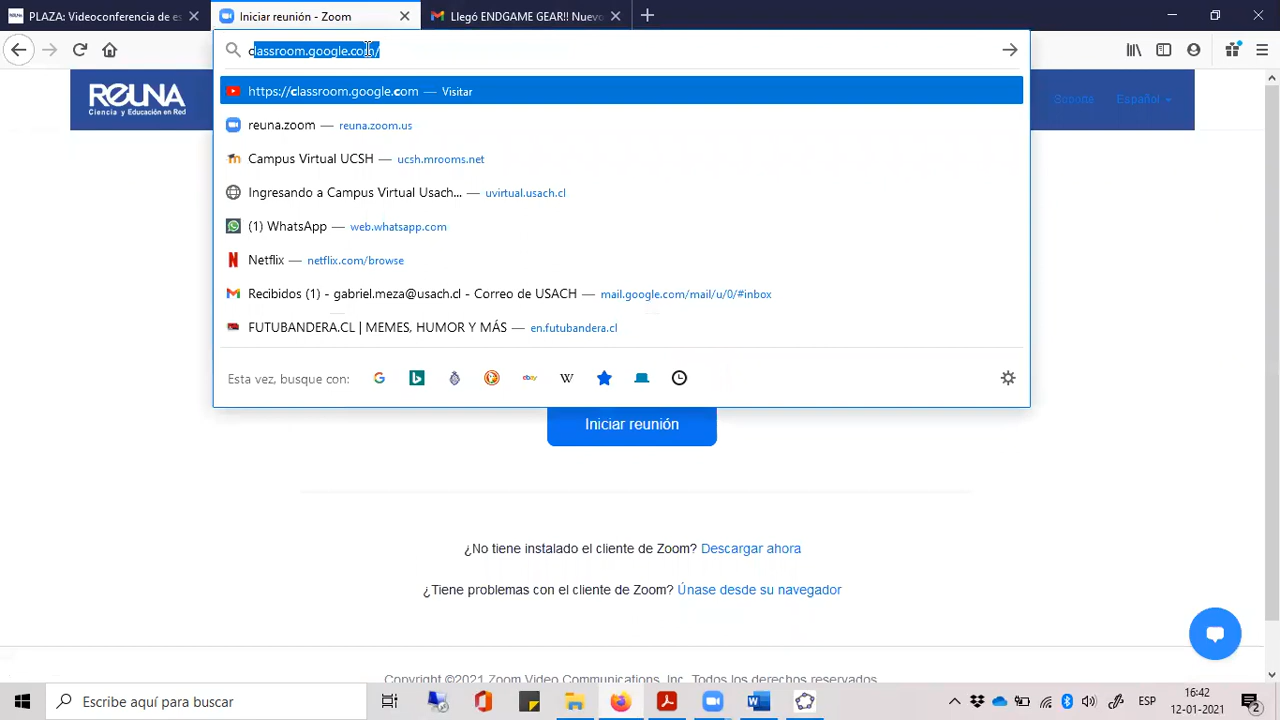 PLAZA: Videoconferencia de es
Iniciar reunión - Zoom
Llegó ENDGAME GEAR!! Nuevo
classroom.google.com/
https://classroom.google.com — Visitar
reuna.zoom — reuna.zoom.us
Campus Virtual UCSH — ucsh.mrooms.net
Ingresando a Campus Virtual Usach... — uvirtual.usach.cl
(1) WhatsApp — web.whatsapp.com
Netflix — netflix.com/browse
Recibidos (1) - gabriel.meza@usach.cl - Correo de USACH — mail.google.com/mail/u/0/#inbox
FUTUBANDERA.CL | MEMES, HUMOR Y MÁS — en.futubandera.cl
Esta vez, busque con:
REUNA
Ciencia y Educación en Red
Soporte Español
Iniciar reunión
¿No tiene instalado el cliente de Zoom? Descargar ahora
¿Tiene problemas con el cliente de Zoom? Únase desde su navegador
Copyright ©2021 Zoom Video Communications, Inc. Todos los derechos reservados.
Escribe aquí para buscar
ESP
16:42
12-01-2021
2